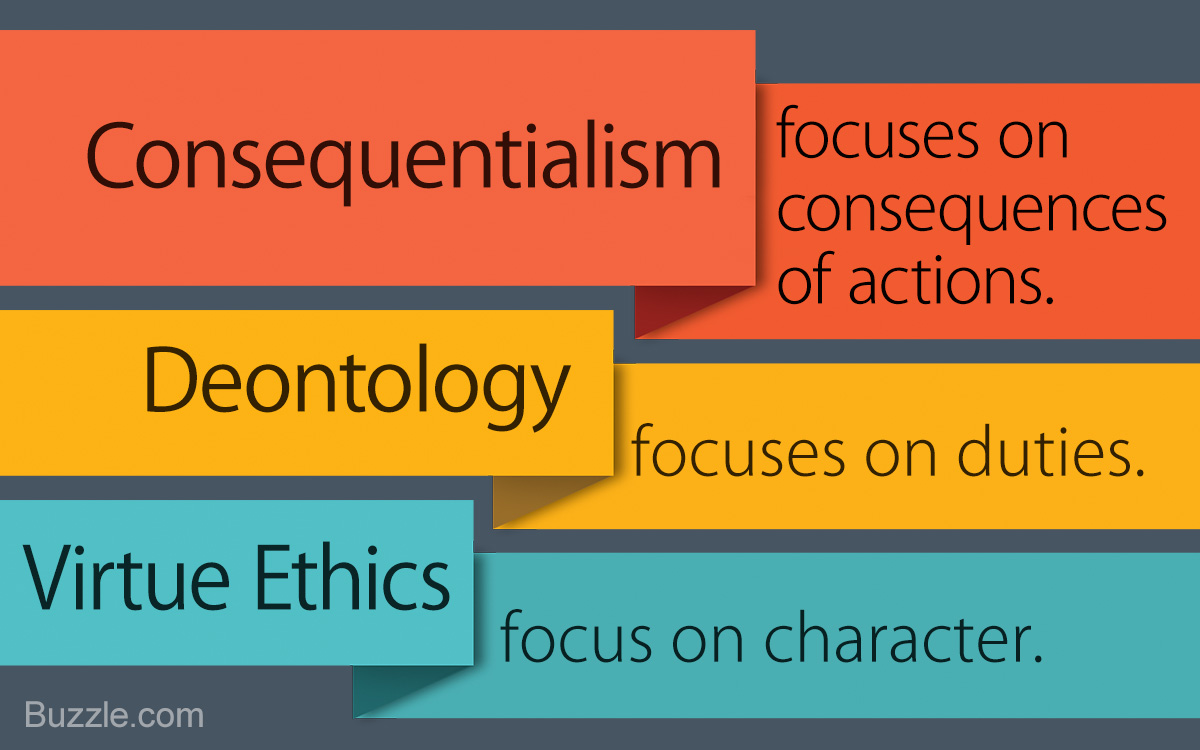 Consequentialism
focuses on
consequences
of actions.
Deontology
focuses on duties.
Virtue Ethics
focus on character.
Buzzle.com